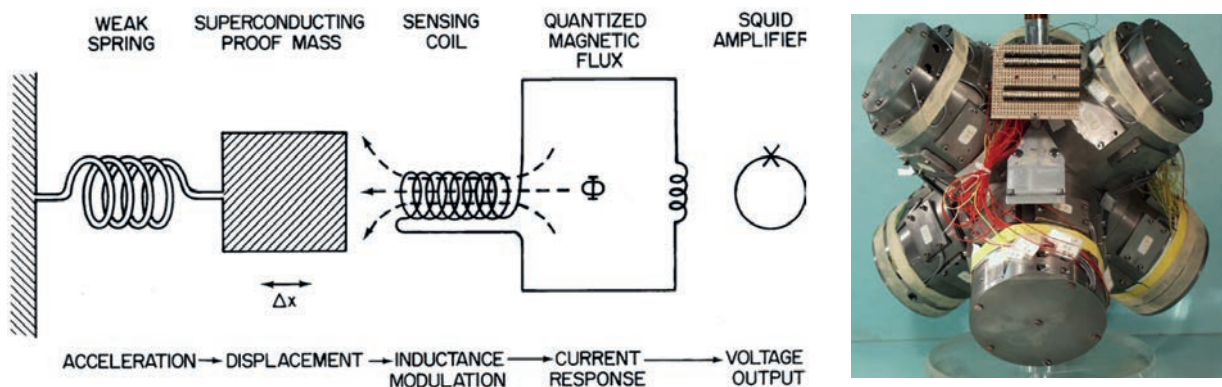 WEAK
SPRING
SUPERCONDUCTING
PROOF MASS
SENSING
COIL
QUANTIZED
MAGNETIC
FLUX
SQUID
AMPLIFIER
Φ
Δx
ACCELERATION → DISPLACEMENT → INDUCTANCE
MODULATION → CURRENT
RESPONSE → VOLTAGE
OUTPUT